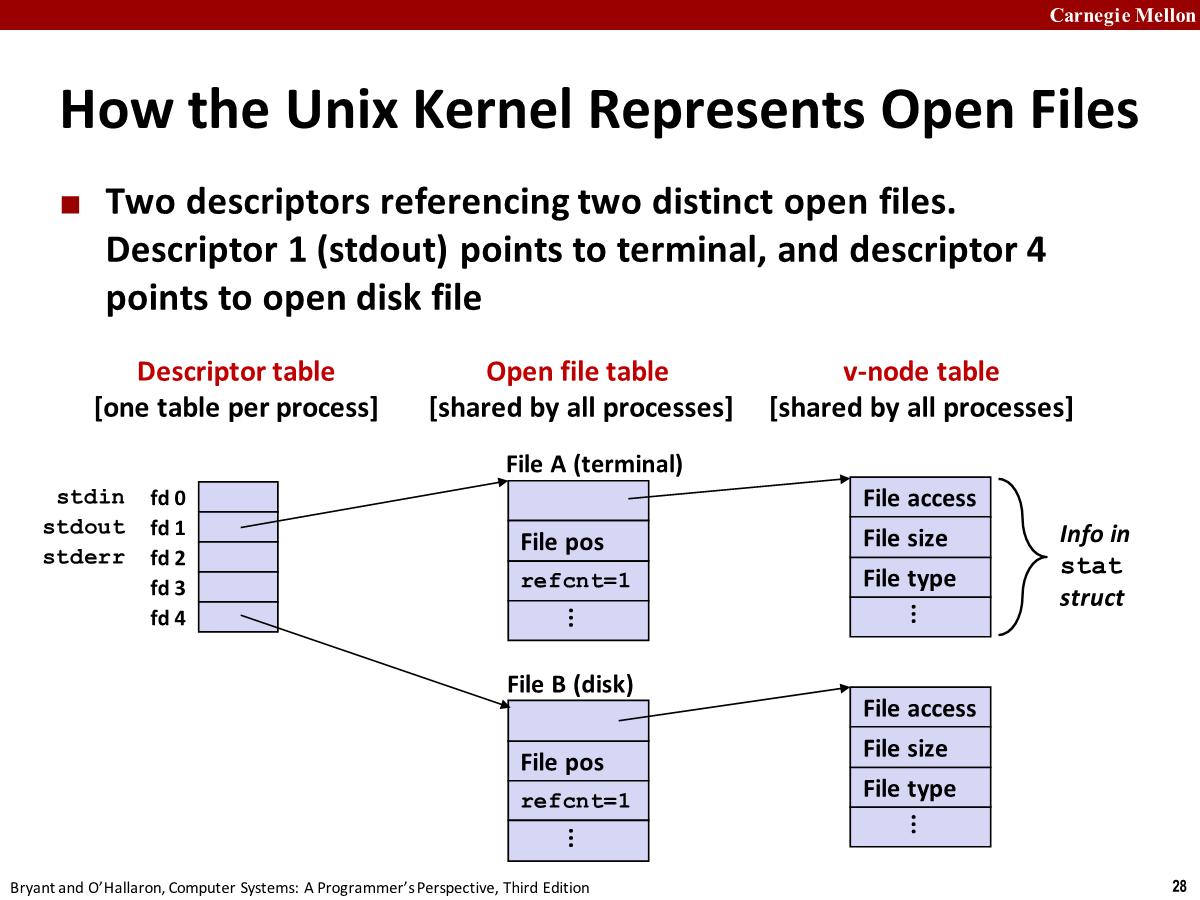 Carnegie Mellon
How the Unix Kernel Represents Open Files
■ Two descriptors referencing two distinct open files.
Descriptor 1 (stdout) points to terminal, and descriptor 4
points to open disk file
Descriptor table
[one table per process]
Open file table
[shared by all processes]
v-node table
[shared by all processes]
stdin fd 0
stdout fd 1
stderr fd 2
fd 3
fd 4
File A (terminal)
File pos
refcnt=1
⋮
File access
File size
File type
⋮
Info in
stat
struct
File B (disk)
File pos
refcnt=1
⋮
File access
File size
File type
⋮
Bryant and O’Hallaron, Computer Systems: A Programmer’s Perspective, Third Edition
28